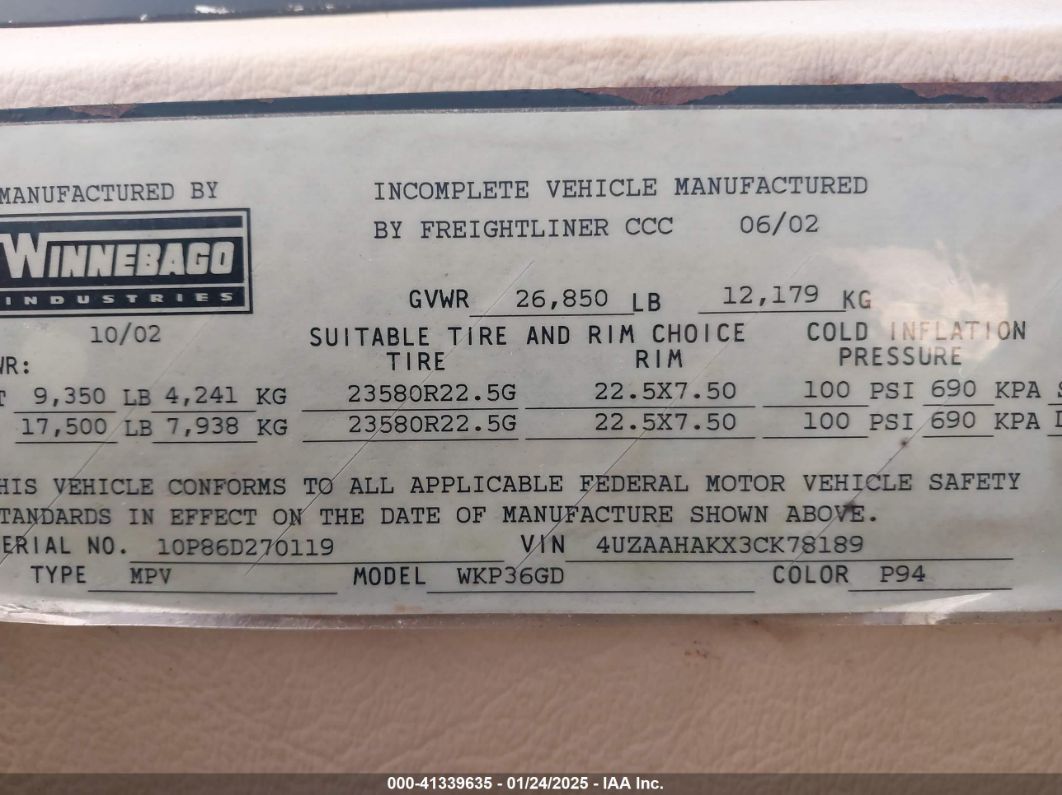 MANUFACTURED BY
INCOMPLETE VEHICLE MANUFACTURED
BY FREIGHTLINER CCC 06/02
WINNEBAGO
INDUSTRIES
10/02
GVWR 26,850 LB 12,179 KG
SUITABLE TIRE AND RIM CHOICE
TIRE RIM
COLD INFLATION
PRESSURE
WR:
T 9,350 LB 4,241 KG 23580R22.5G 22.5X7.50 100 PSI 690 KPA
17,500 LB 7,938 KG 23580R22.5G 22.5X7.50 100 PSI 690 KPA
HIS VEHICLE CONFORMS TO ALL APPLICABLE FEDERAL MOTOR VEHICLE SAFETY
TANDARDS IN EFFECT ON THE DATE OF MANUFACTURE SHOWN ABOVE.
ERIAL NO. 10P86D270119 VIN 4UZAAHAKX3CK78189
TYPE MPV MODEL WKP36GD COLOR P94
000-41339635 - 01/24/2025 - IAA Inc.